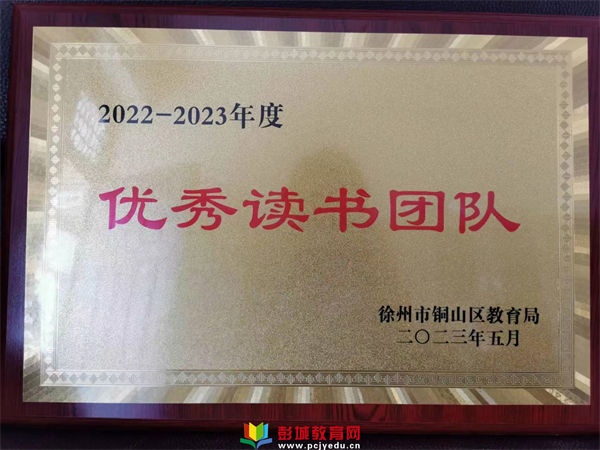 2022-2023年度
优秀读书团队
徐州市铜山区教育局
二〇二三年五月
彭城教育网
www.pcjyedu.cn